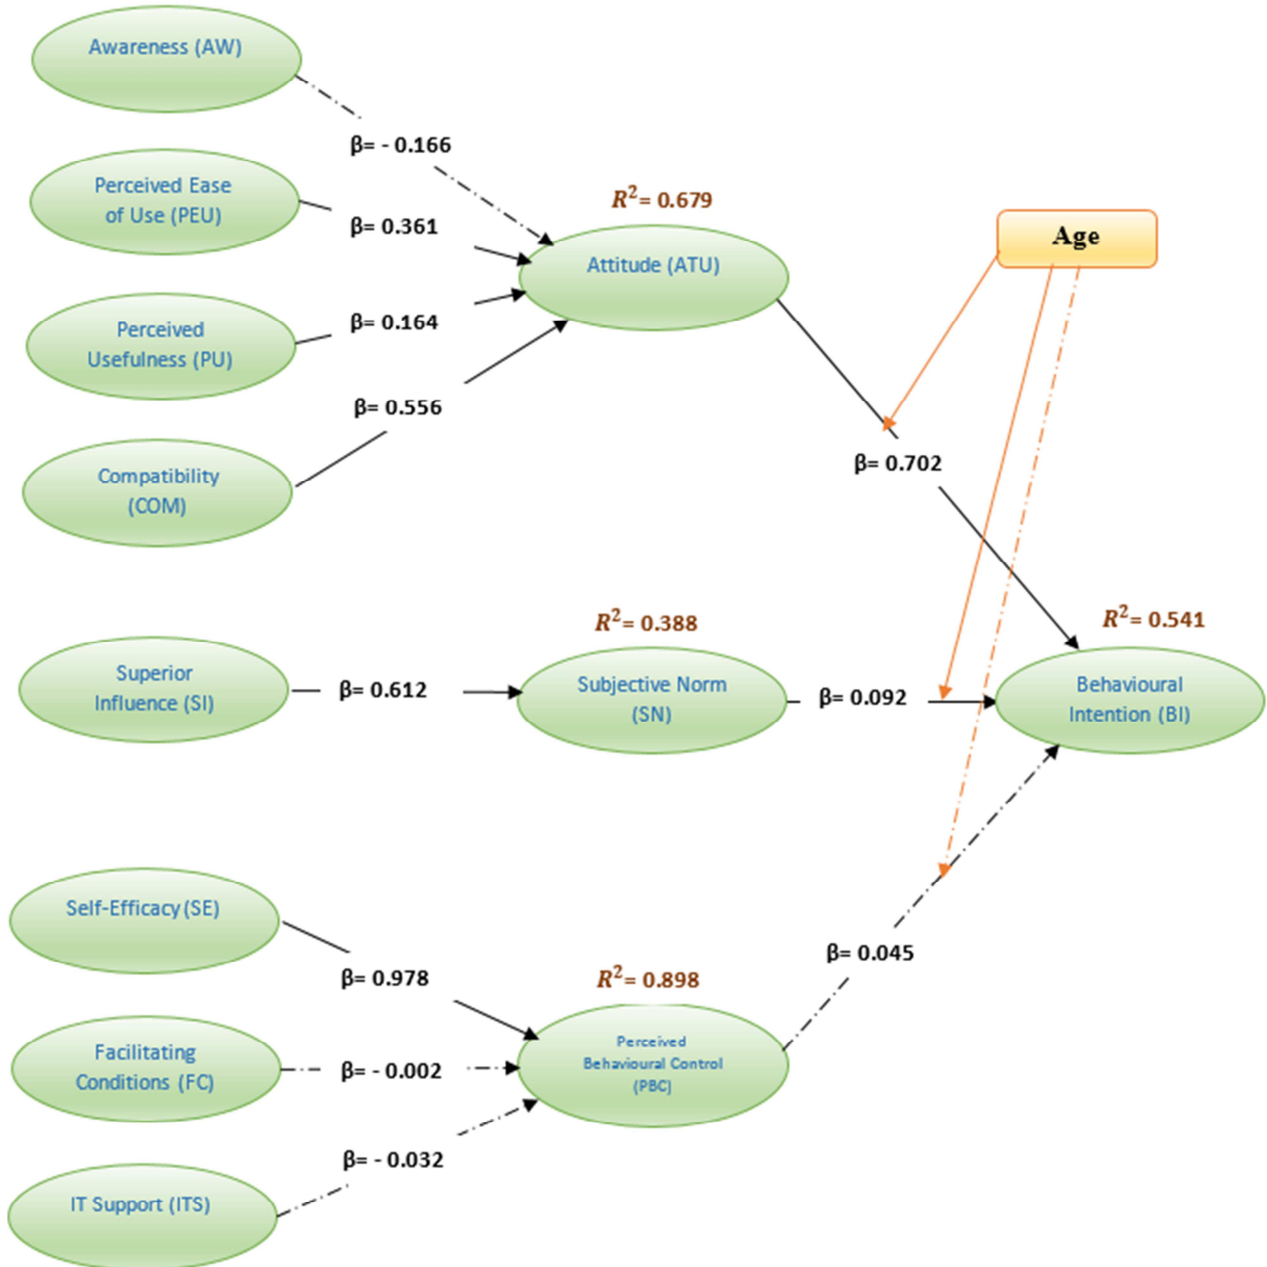 Awareness (AW)
β= - 0.166
Perceived Ease
of Use (PEU)
β= 0.361
R²= 0.679
Attitude (ATU)
Age
Perceived
Usefulness (PU)
β= 0.164
β= 0.556
Compatibility
(COM)
β= 0.702
Superior
Influence (SI)
β= 0.612
R²= 0.388
Subjective Norm
(SN)
β= 0.092
R²= 0.541
Behavioural
Intention (BI)
Self-Efficacy (SE)
β= 0.978
R²= 0.898
β= 0.045
Facilitating
Conditions (FC)
β= - 0.002
Perceived
Behavioural Control
(PBC)
β= - 0.032
IT Support (ITS)